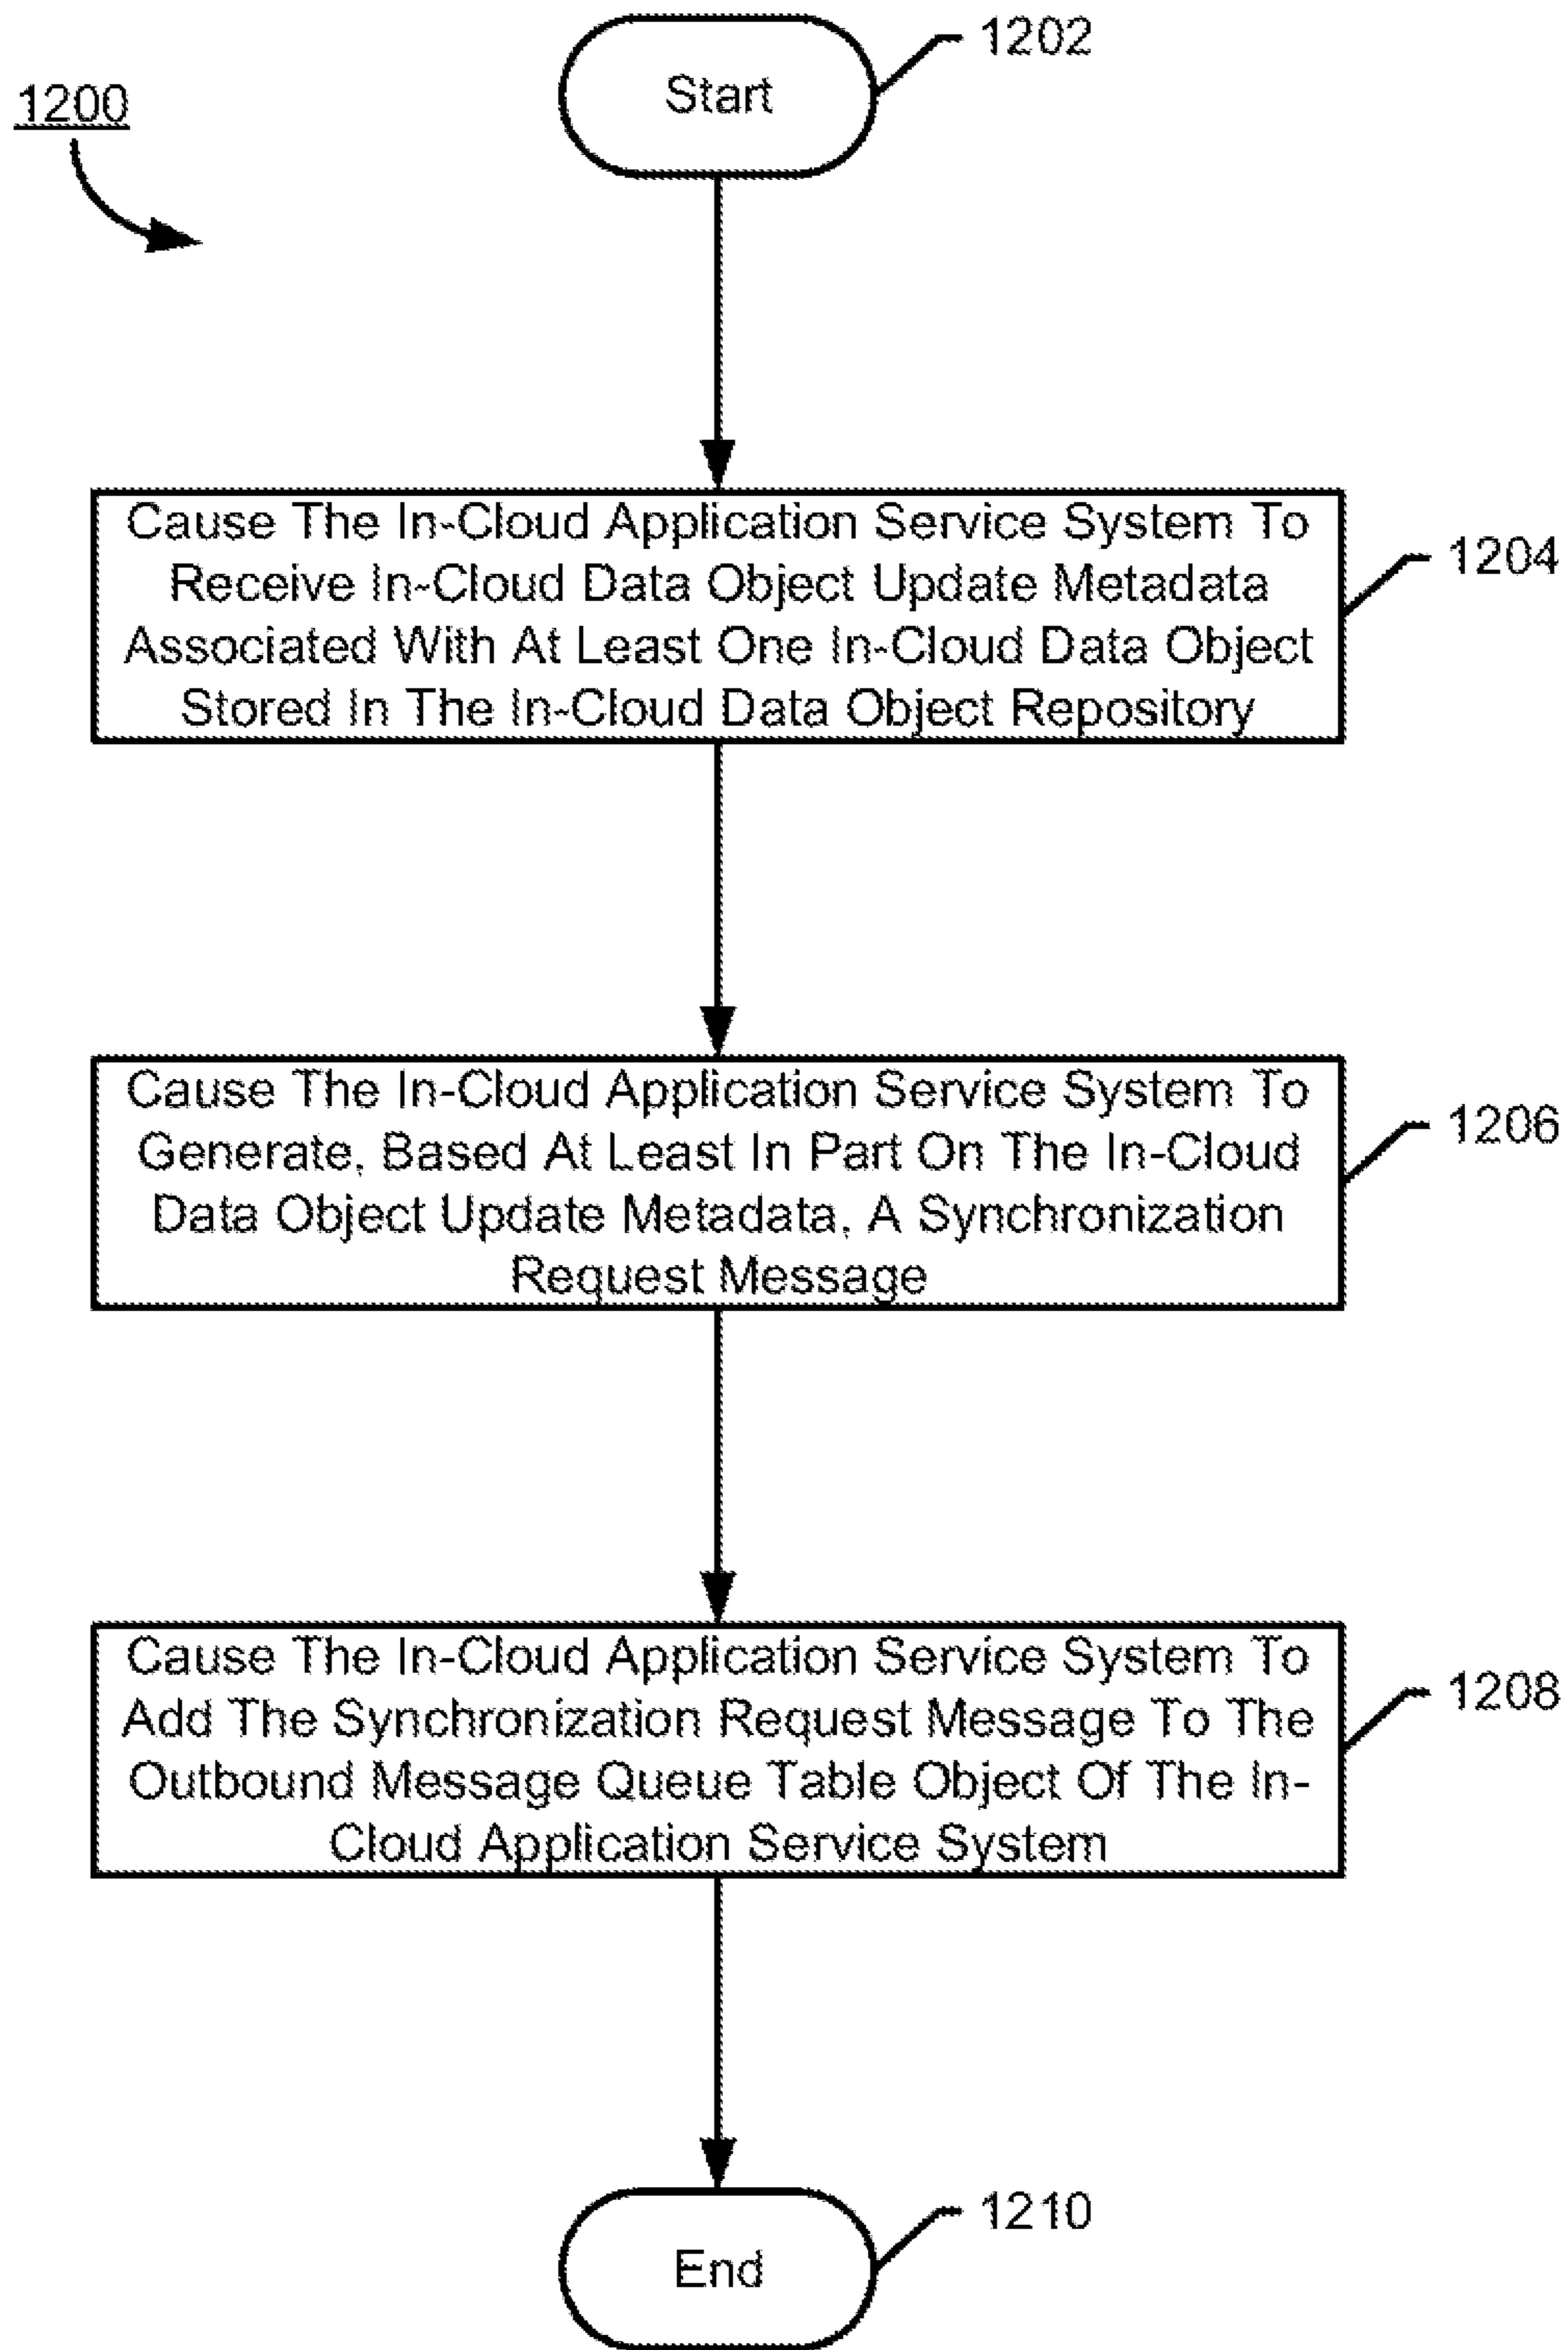 1202
Start
1200
Cause The In-Cloud Application Service System To
Receive In-Cloud Data Object Update Metadata
Associated With At Least One In-Cloud Data Object
Stored In The In-Cloud Data Object Repository
1204
Cause The In-Cloud Application Service System To
Generate, Based At Least In Part On The In-Cloud
Data Object Update Metadata, A Synchronization
Request Message
1206
Cause The In-Cloud Application Service System To
Add The Synchronization Request Message To The
Outbound Message Queue Table Object Of The In-
Cloud Application Service System
1208
1210
End